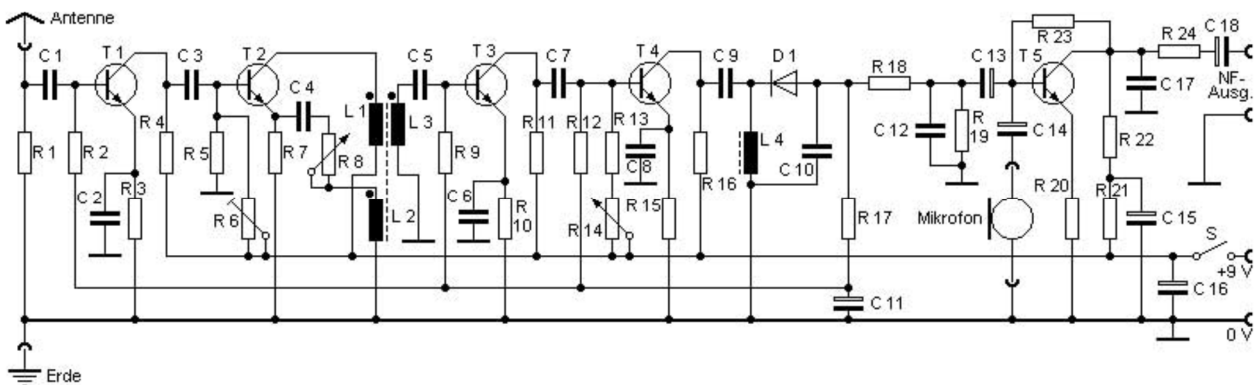 Antenne
C 1
T 1
C 3
T 2
C 4
C 5
T 3
C 7
T 4
C 9
D 1
R 18
C 13
R 23
T 5
R 24
C 18
NF-
Ausg.
C 17
R 1
R 2
R 4
R 3
C 2
R 5
R 6
R 7
R 8
L 1
L 3
L 2
R 9
C 6
R
10
R 11
R 12
R 13
C 8
R 14
R 15
R 16
L 4
C 10
R 17
C 12
R
19
C 14
Mikrofon
R 20
R 22
R 21
C 15
S
+9 V
C 16
C 11
0 V
Erde